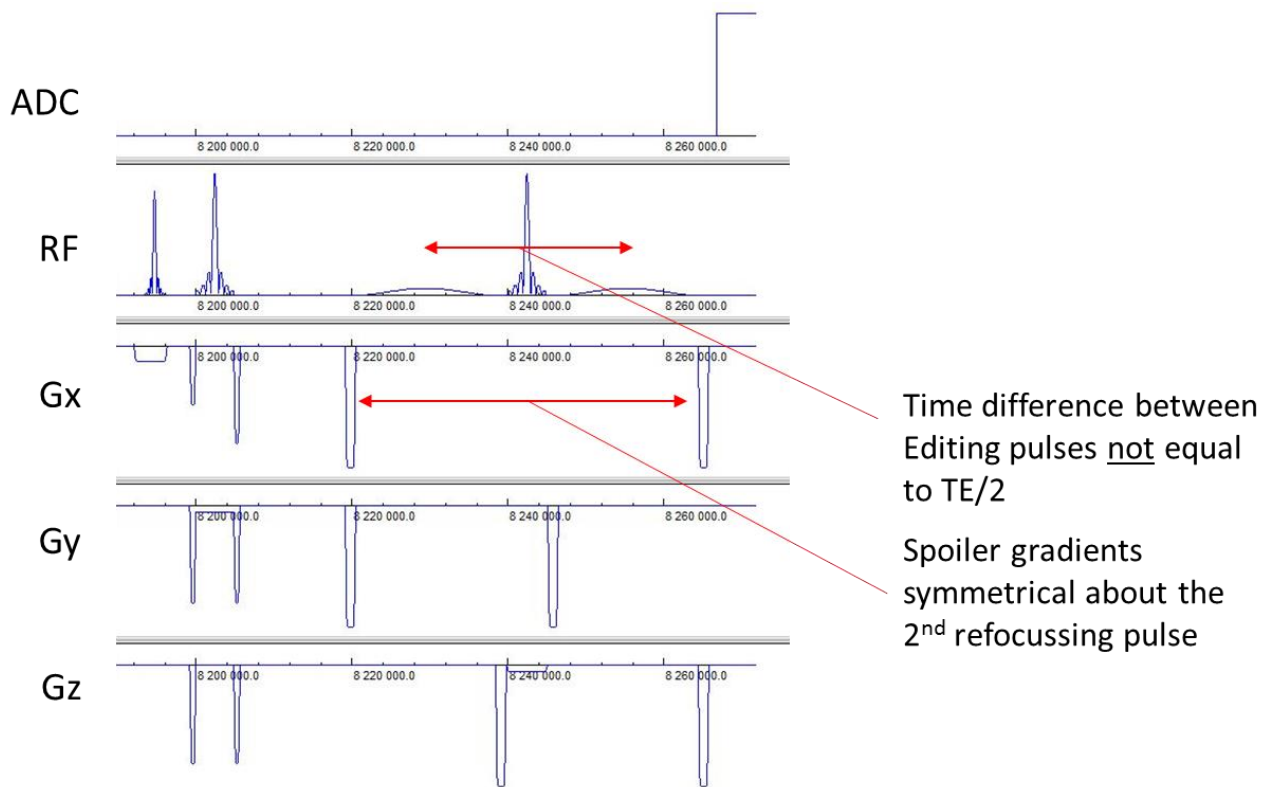 ADC
8 200 000.0 8 220 000.0 8 240 000.0 8 260 000.0
RF
8 200 000.0 8 220 000.0 8 240 000.0 8 260 000.0
Gx
8 200 000.0 8 220 000.0 8 240 000.0 8 260 000.0
Gy
8 200 000.0 8 220 000.0 8 240 000.0 8 260 000.0
Gz
8 200 000.0 8 220 000.0 8 240 000.0 8 260 000.0
Time difference between
Editing pulses not equal
to TE/2
Spoiler gradients
symmetrical about the
2nd refocussing pulse